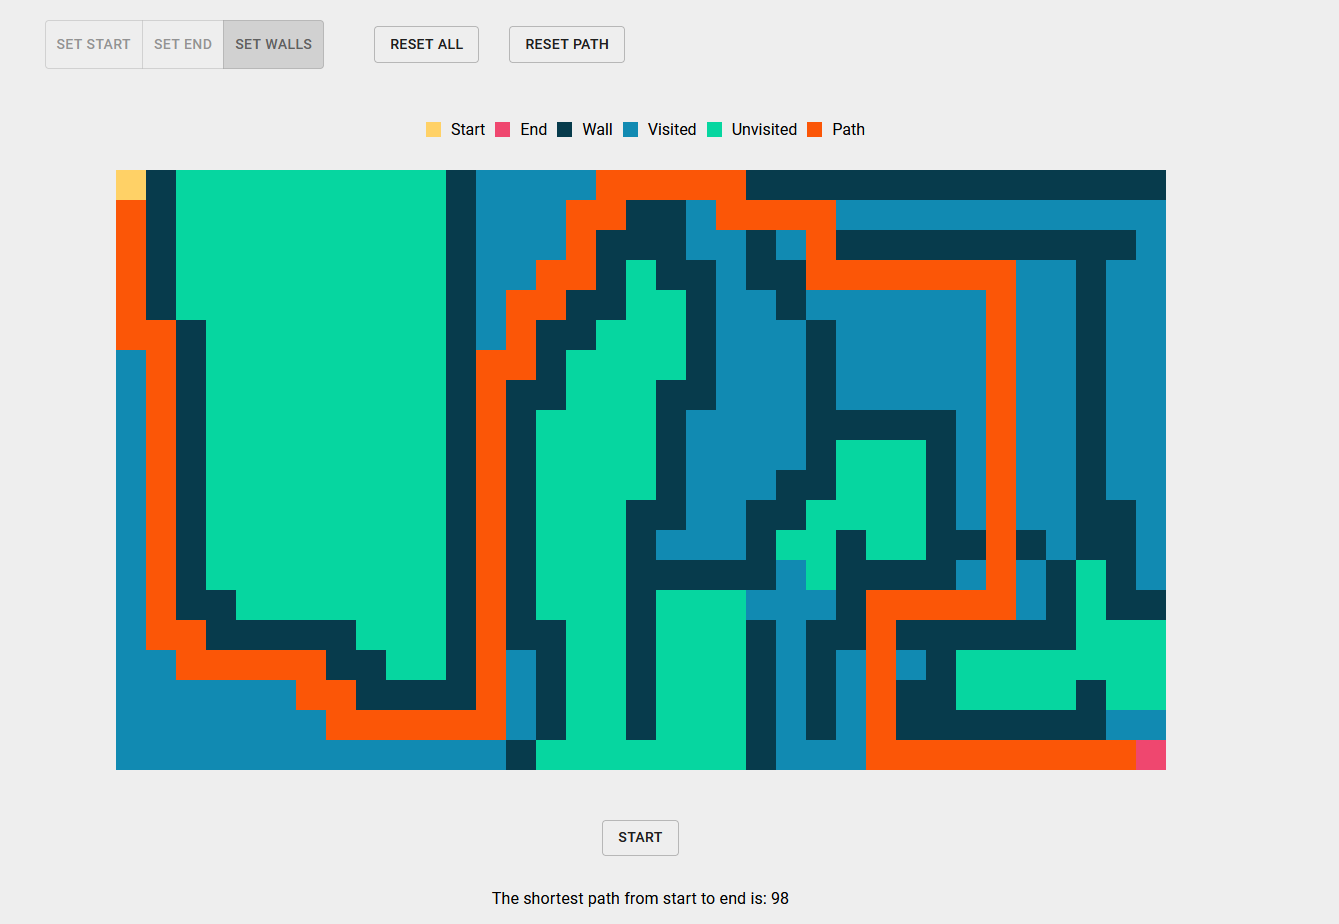 SET START SET END SET WALLS RESET ALL RESET PATH
Start End Wall Visited Unvisited Path
START
The shortest path from start to end is: 98